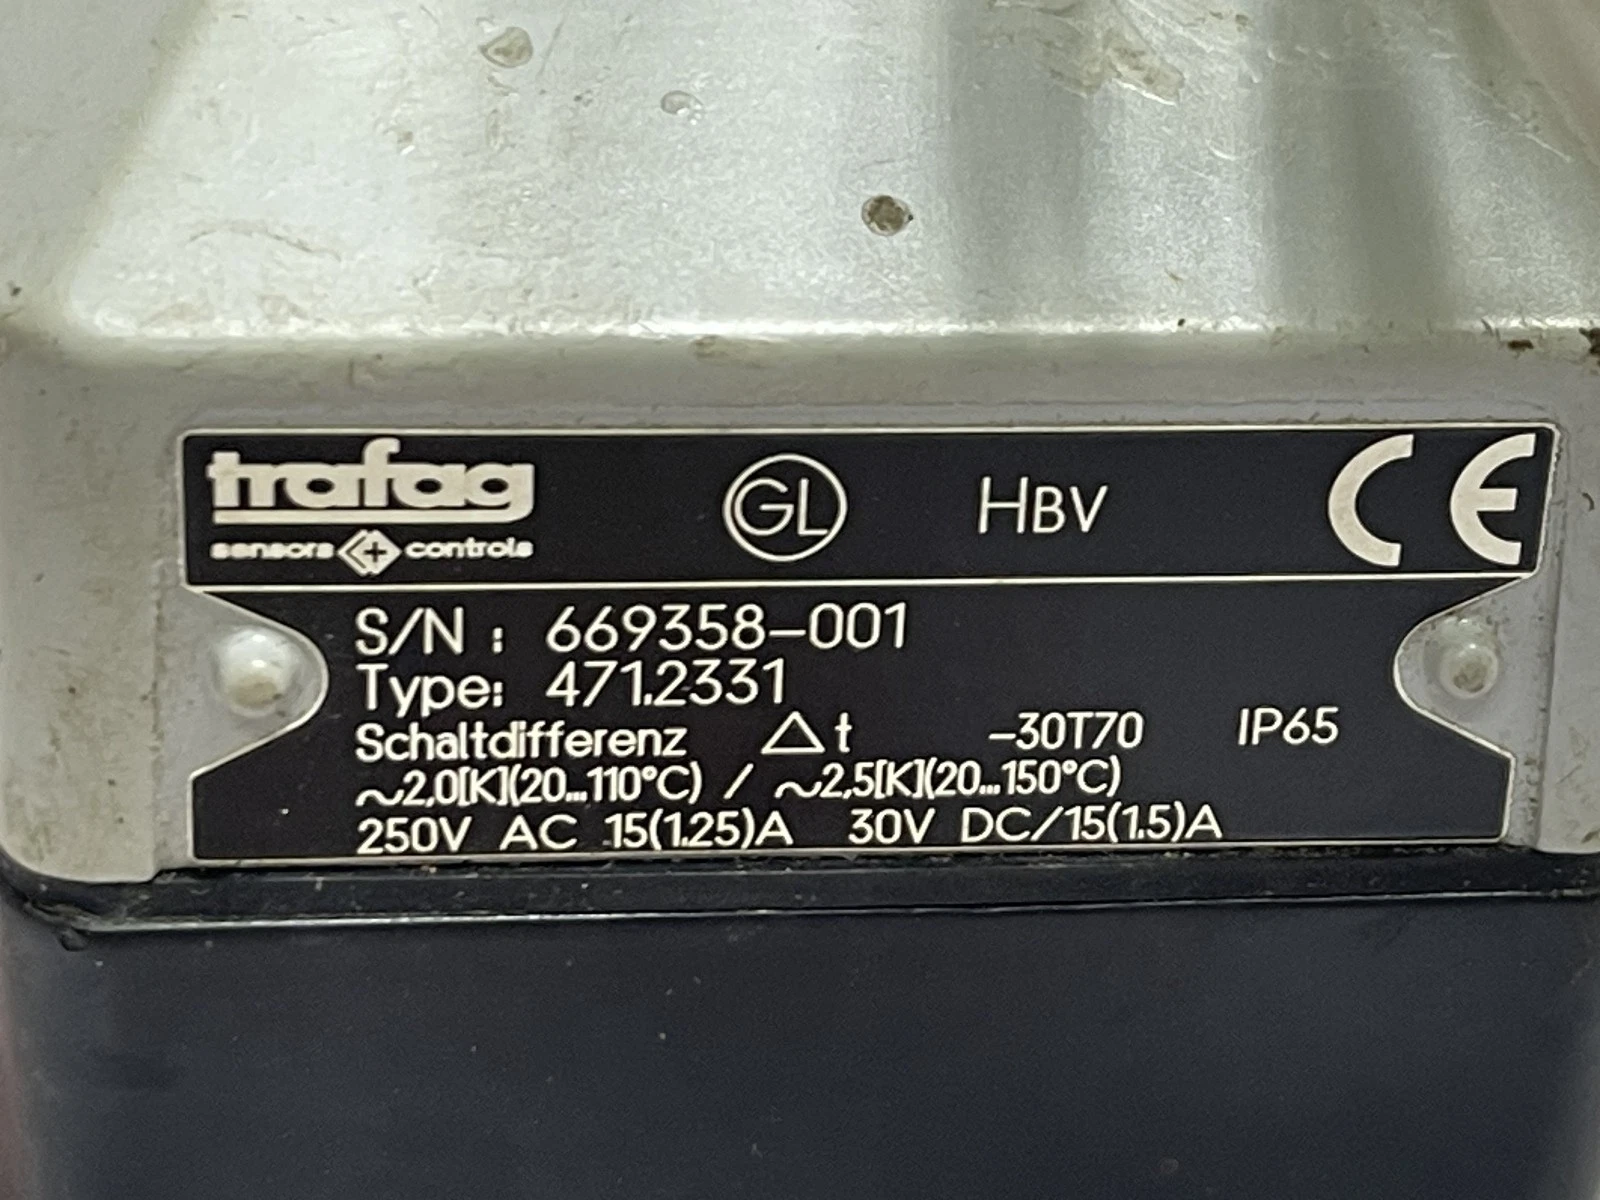 trafag
sensors controls
GL HBV CE
S/N : 669358-001
Type: 471.2331
Schaltdifferenz △t -30T70 IP65
~2,0[K](20...110°C) / ~2,5[K](20...150°C)
250V AC 15(1.25)A 30V DC/15(1.5)A